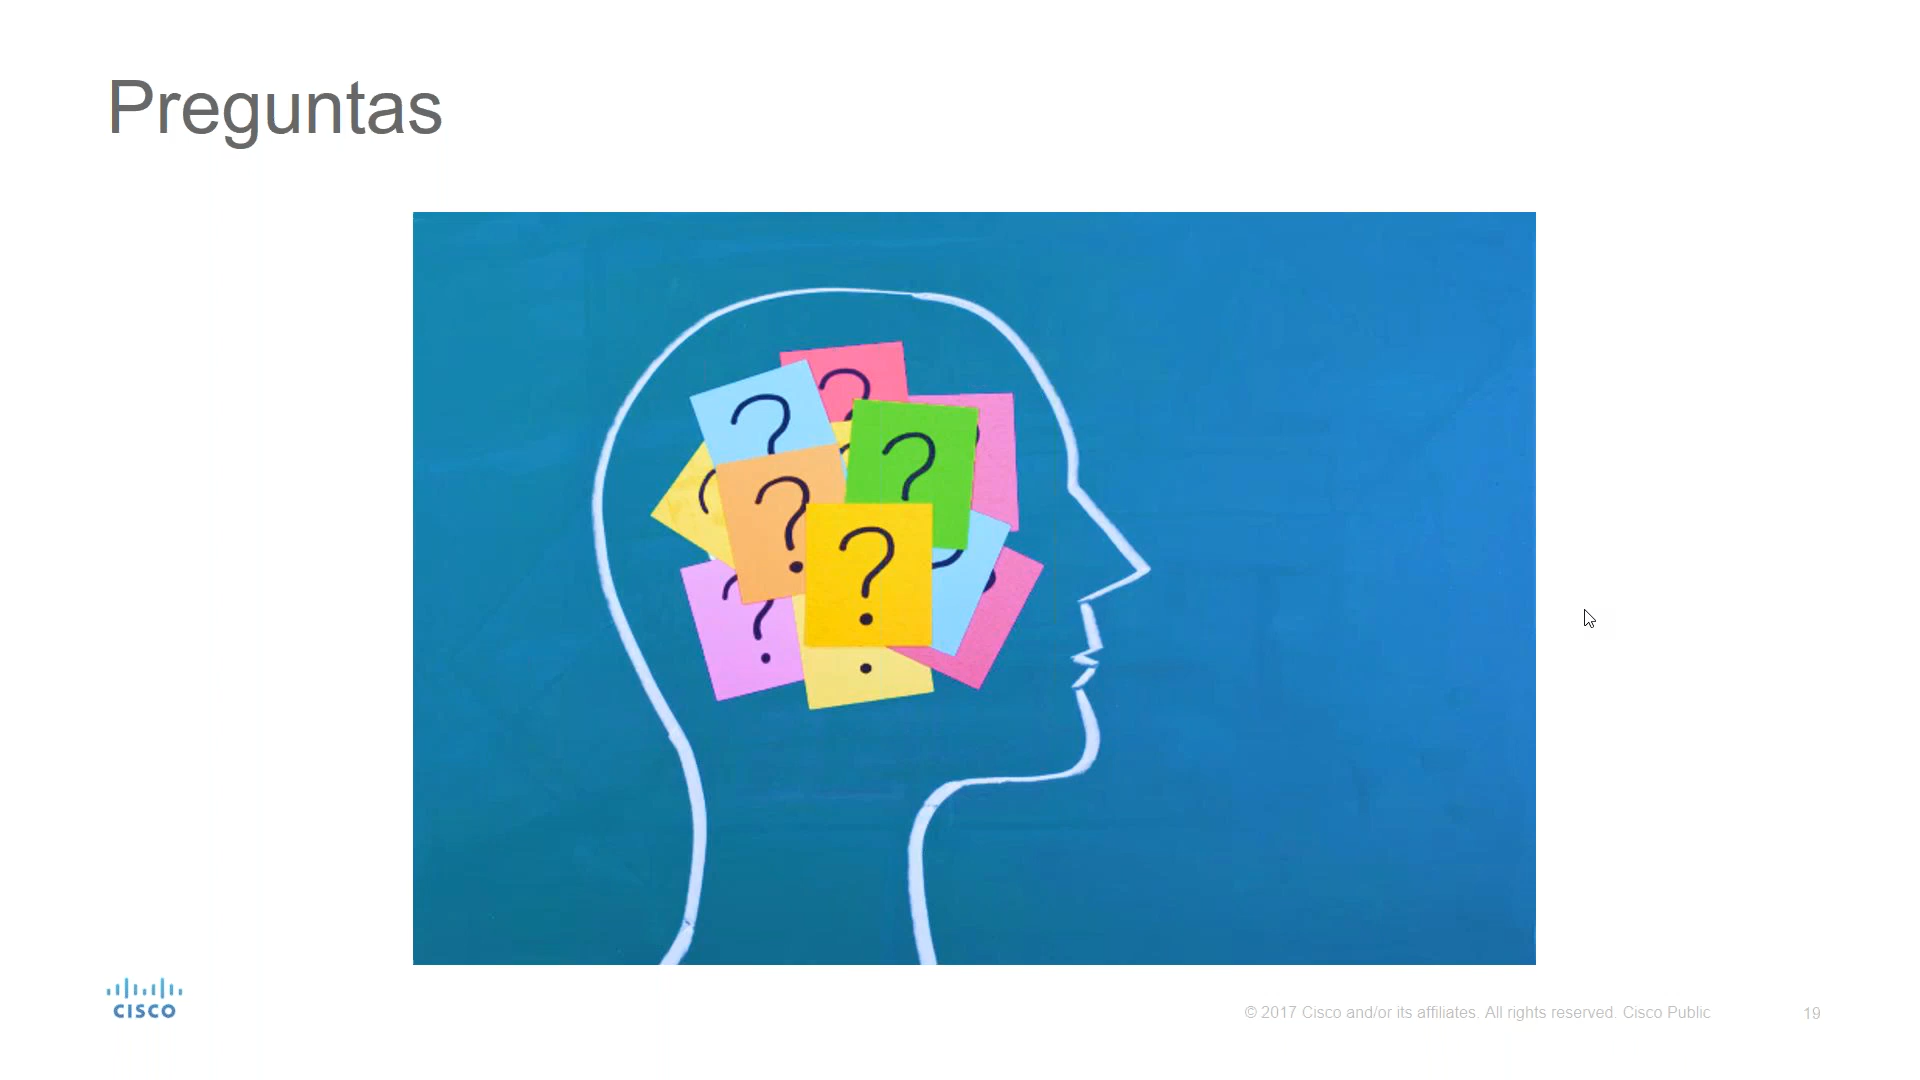 Preguntas
?
?
?
?
?
?
?
CISCO
© 2017 Cisco and/or its affiliates. All rights reserved. Cisco Public
19